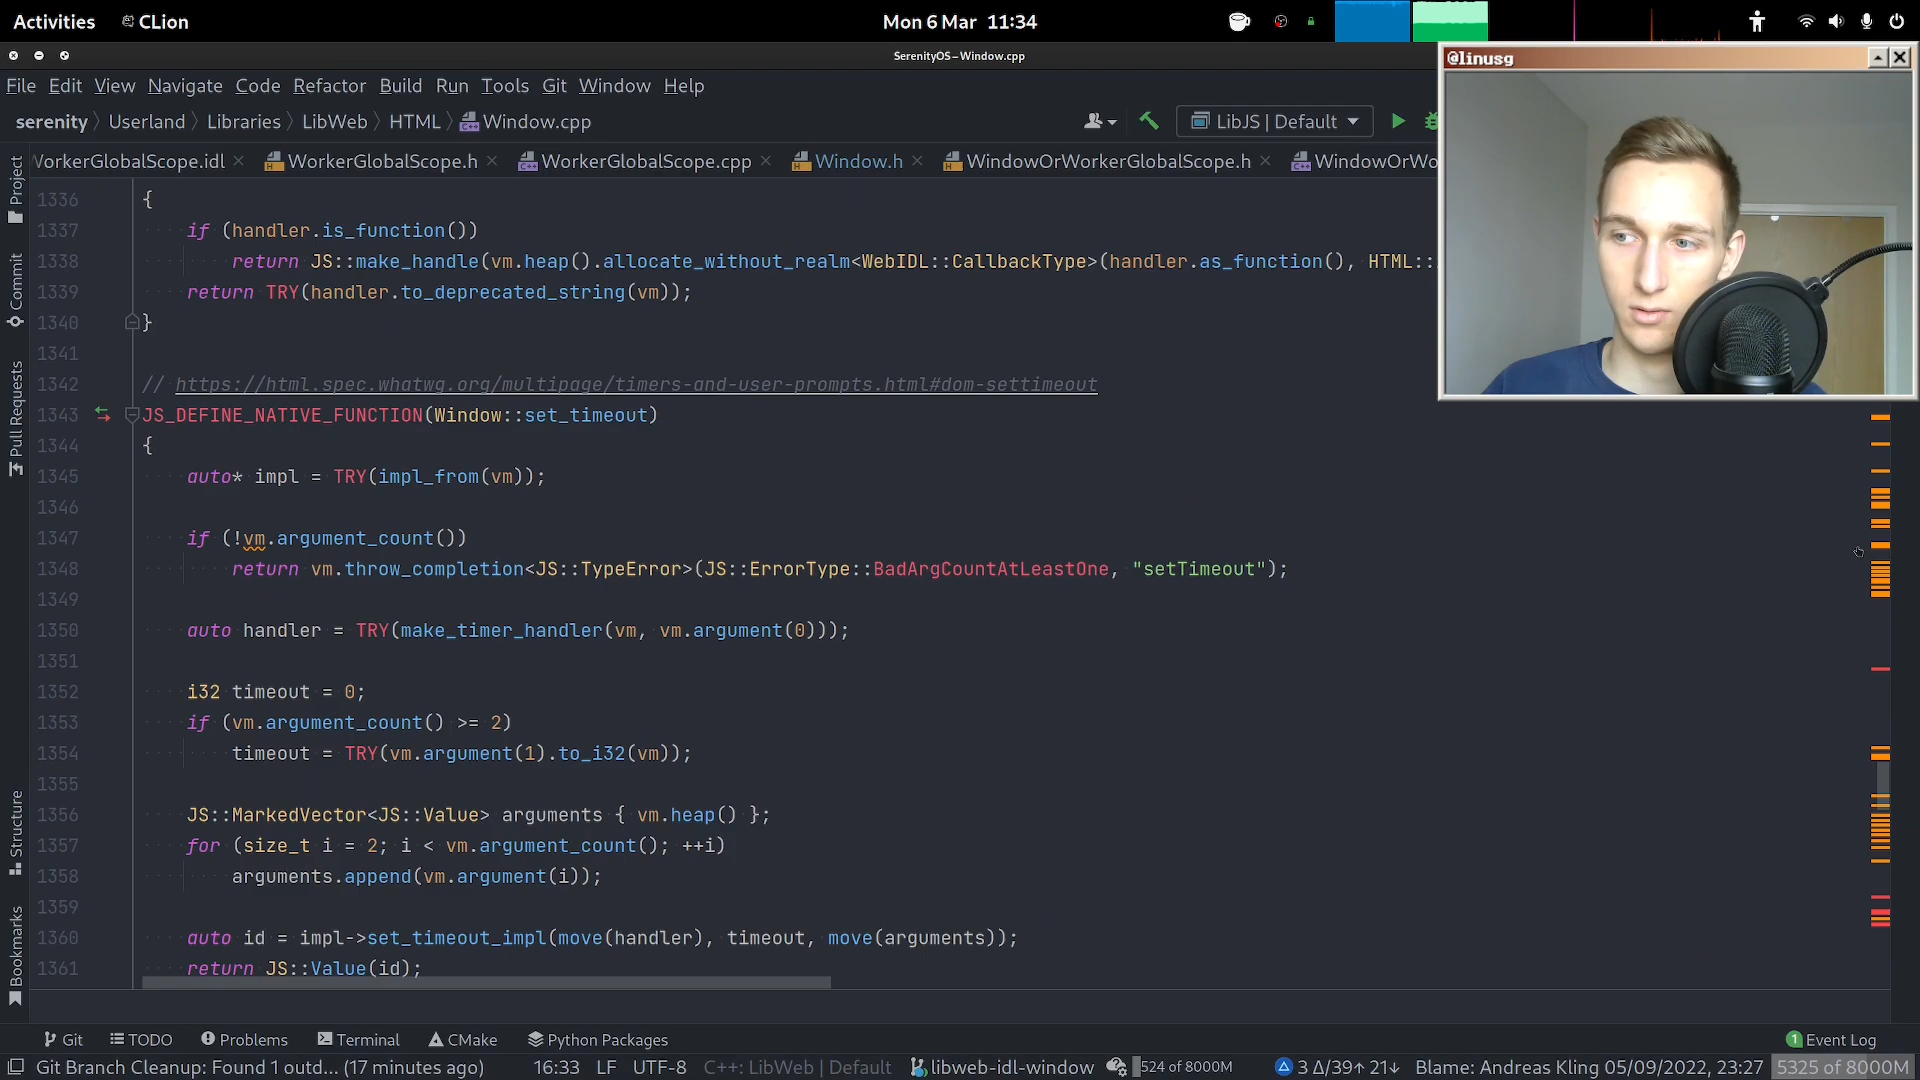 Activities CLion Mon 6 Mar 11:34
SerenityOS – Window.cpp
@linusg
File Edit View Navigate Code Refactor Build Run Tools Git Window Help
serenity Userland Libraries LibWeb HTML Window.cpp LibJS | Default
WorkerGlobalScope.idl WorkerGlobalScope.h WorkerGlobalScope.cpp Window.h WindowOrWorkerGlobalScope.h WindowOrWo
Project
Commit
Pull Requests
Structure
Bookmarks
1336 {
1337 if (handler.is_function())
1338 return JS::make_handle(vm.heap().allocate_without_realm<WebIDL::CallbackType>(handler.as_function(), HTML::
1339 return TRY(handler.to_deprecated_string(vm));
1340 }
1341
1342 // https://html.spec.whatwg.org/multipage/timers-and-user-prompts.html#dom-settimeout
1343 JS_DEFINE_NATIVE_FUNCTION(Window::set_timeout)
1344 {
1345 auto* impl = TRY(impl_from(vm));
1346
1347 if (!vm.argument_count())
1348 return vm.throw_completion<JS::TypeError>(JS::ErrorType::BadArgCountAtLeastOne, "setTimeout");
1349
1350 auto handler = TRY(make_timer_handler(vm, vm.argument(0)));
1351
1352 i32 timeout = 0;
1353 if (vm.argument_count() >= 2)
1354 timeout = TRY(vm.argument(1).to_i32(vm));
1355
1356 JS::MarkedVector<JS::Value> arguments { vm.heap() };
1357 for (size_t i = 2; i < vm.argument_count(); ++i)
1358 arguments.append(vm.argument(i));
1359
1360 auto id = impl->set_timeout_impl(move(handler), timeout, move(arguments));
1361 return JS::Value(id);
Git TODO Problems Terminal CMake Python Packages 1 Event Log
Git Branch Cleanup: Found 1 outd... (17 minutes ago) 16:33 LF UTF-8 C++: LibWeb | Default libweb-idl-window 524 of 8000M 3 Δ/39↑ 21↓ Blame: Andreas Kling 05/09/2022, 23:27 5325 of 8000M